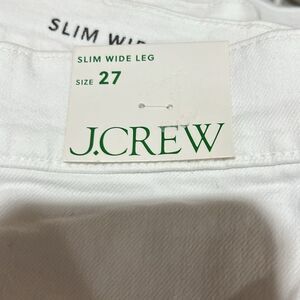 SLIM WIDE
SLIM WIDE LEG
SIZE 27
J.CREW